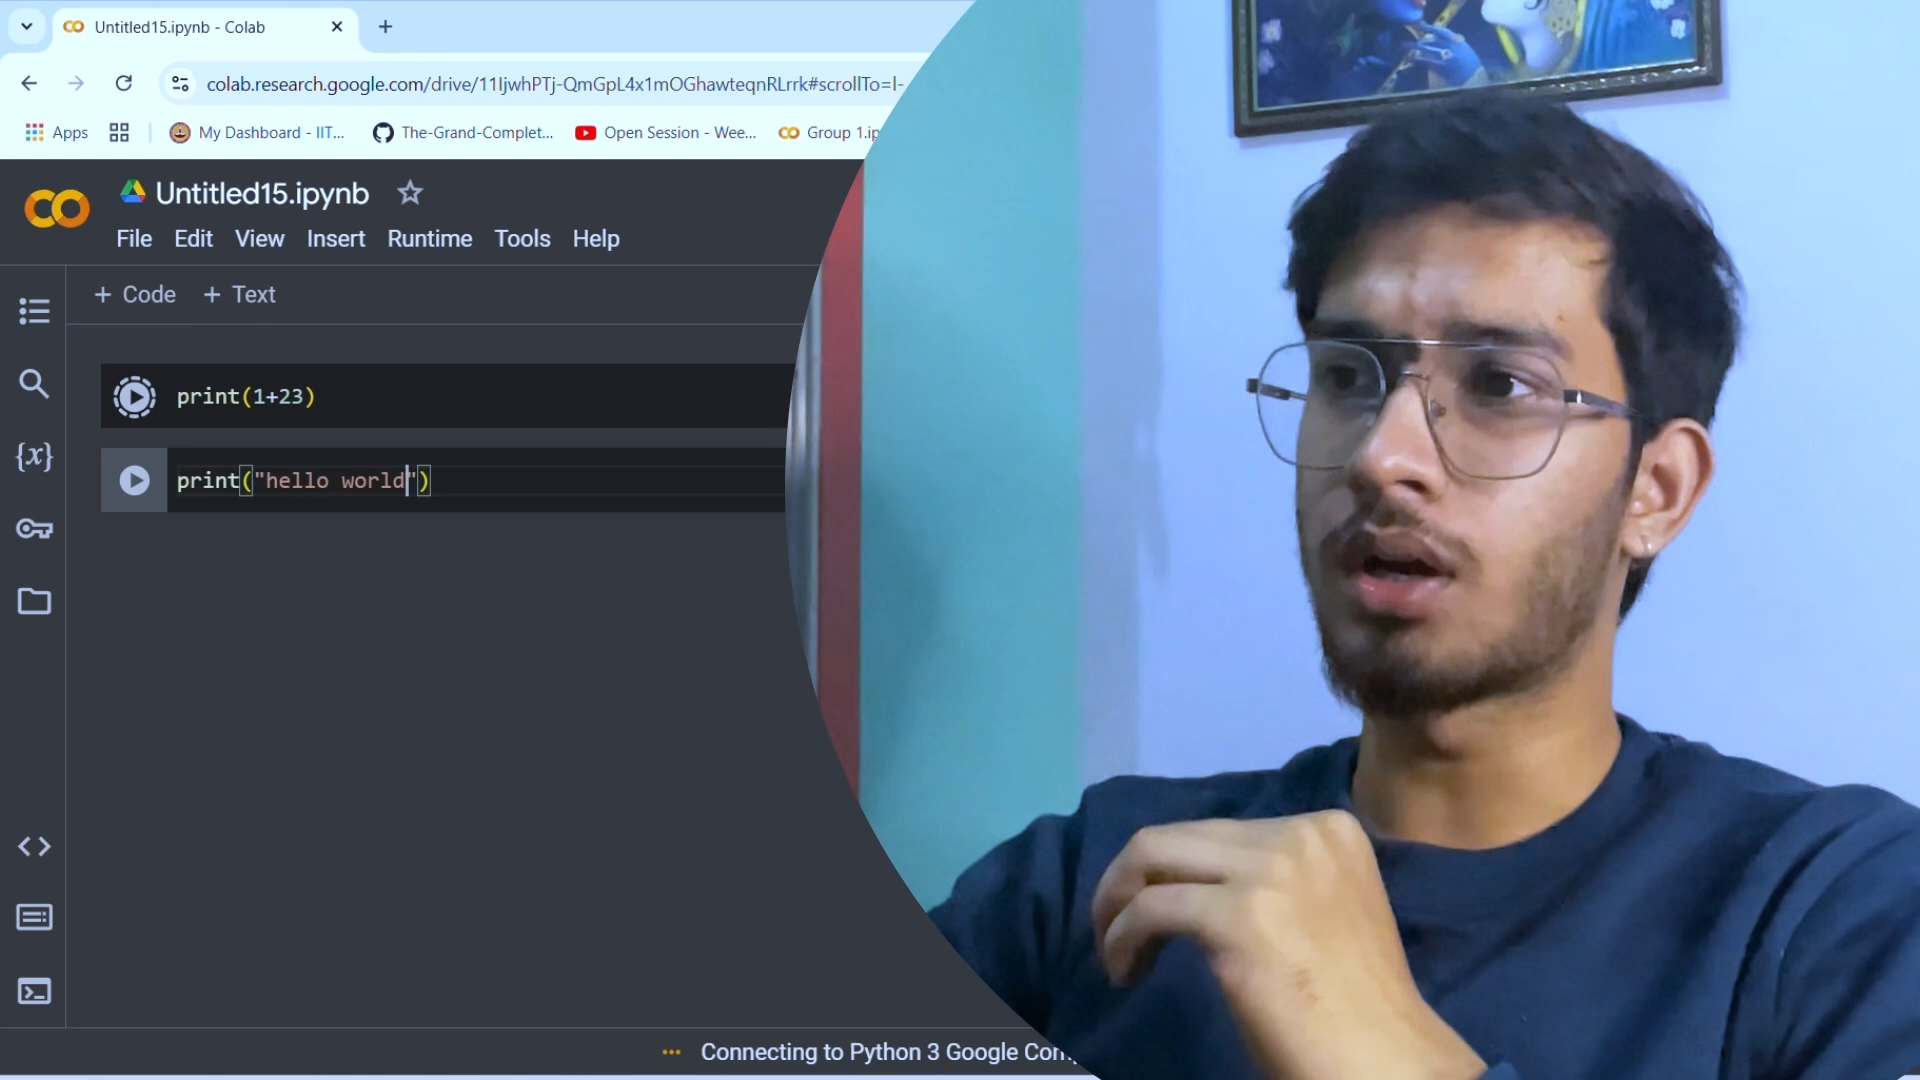 Untitled15.ipynb - Colab
colab.research.google.com/drive/11IjwhPTj-QmGpL4x1mOGhawteqnRLrrk#scrollTo=l-
Apps My Dashboard - IIT... The-Grand-Complet... Open Session - Wee... Group 1.ip
CO Untitled15.ipynb
File Edit View Insert Runtime Tools Help
+ Code + Text
print(1+23)
{x}
print("hello world")
Connecting to Python 3 Google Com